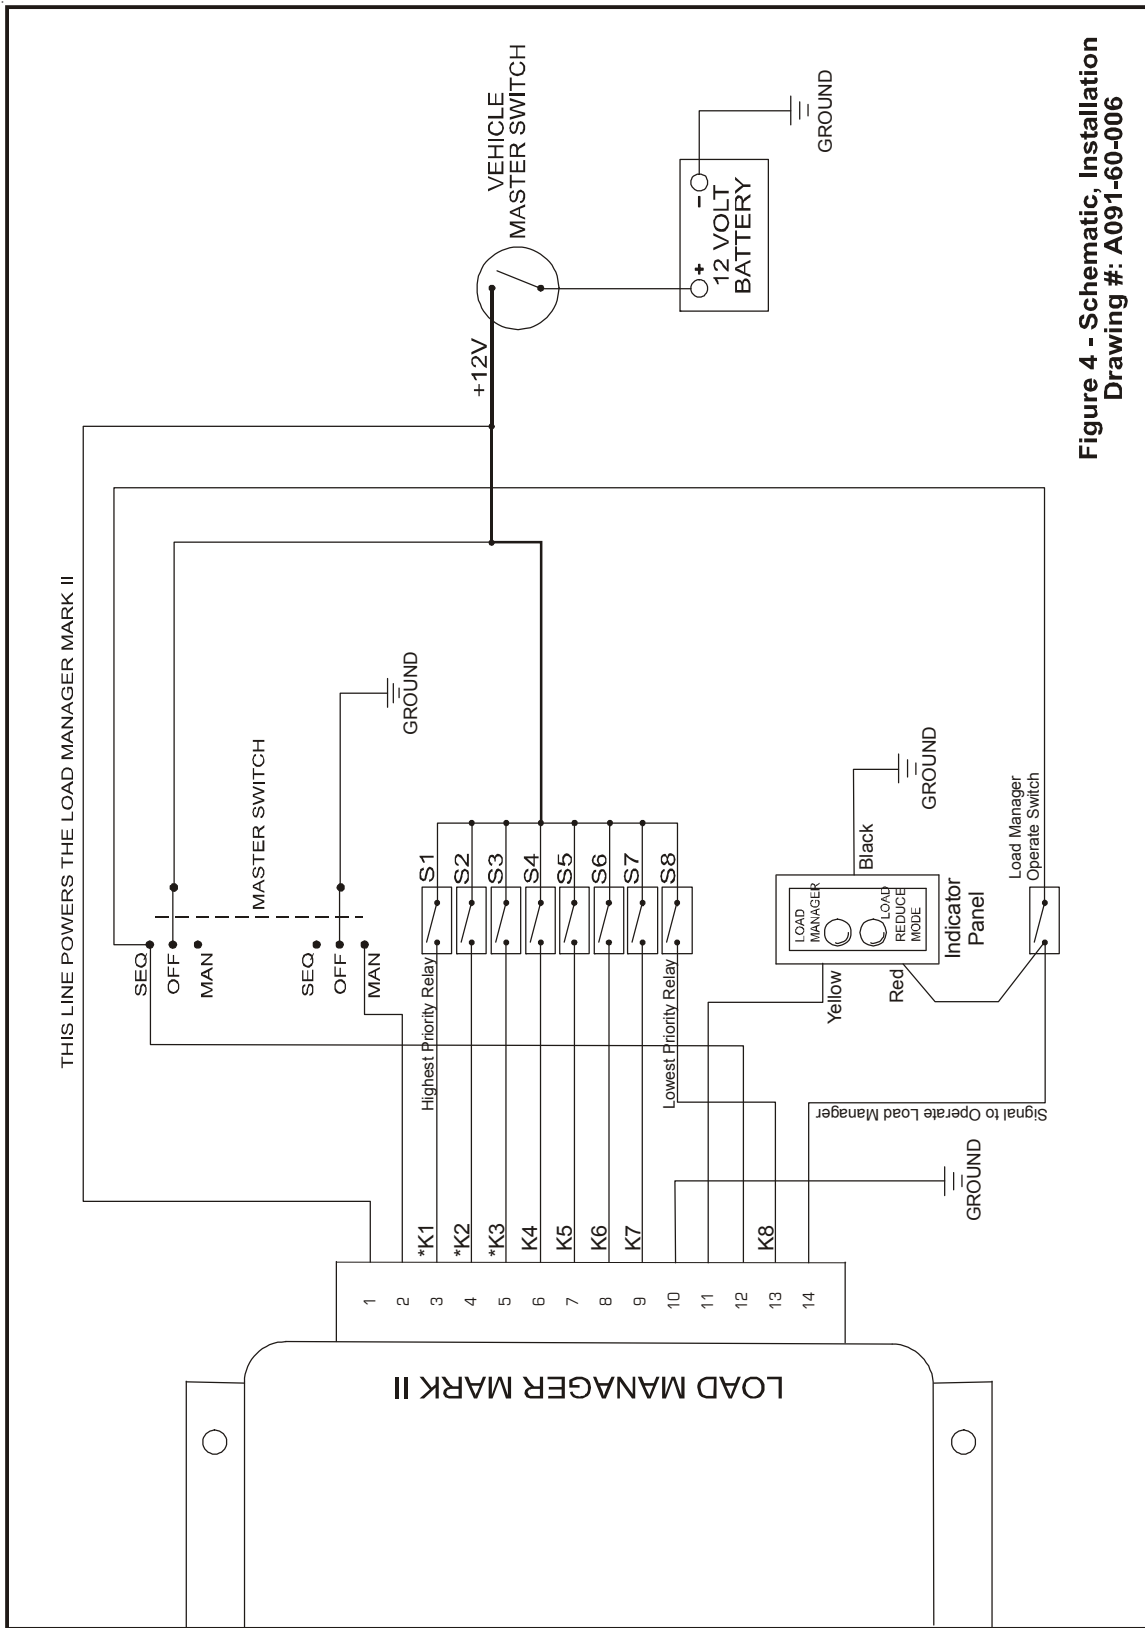 THIS LINE POWERS THE LOAD MANAGER MARK II
VEHICLE
MASTER SWITCH
+12V
+
-
12 VOLT
BATTERY
GROUND
MASTER SWITCH
SEQ
OFF
MAN
SEQ
OFF
MAN
GROUND
S1
S2
S3
S4
S5
S6
S7
S8
Highest Priority Relay
Lowest Priority Relay
LOAD
MANAGER
LOAD
REDUCE
MODE
Indicator
Panel
Black
GROUND
Yellow
Red
Load Manager
Operate Switch
Signal to Operate Load Manager
GROUND
*K1
*K2
*K3
K4
K5
K6
K7
K8
1
2
3
4
5
6
7
8
9
10
11
12
13
14
LOAD MANAGER MARK II
Figure 4 - Schematic, Installation
Drawing #: A091-60-006